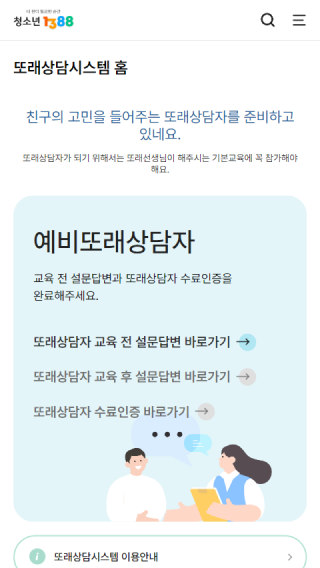 청소년 1388
또래상담시스템 홈
친구의 고민을 들어주는 또래상담자를 준비하고
있네요.
또래상담자가 되기 위해서는 또래선생님이 해주시는 기본교육에 꼭 참가해야
해요.
예비또래상담자
교육 전 설문답변과 또래상담자 수료인증을
완료해주세요.
또래상담자 교육 전 설문답변 바로가기
또래상담자 교육 후 설문답변 바로가기
또래상담자 수료인증 바로가기
i 또래상담시스템 이용안내